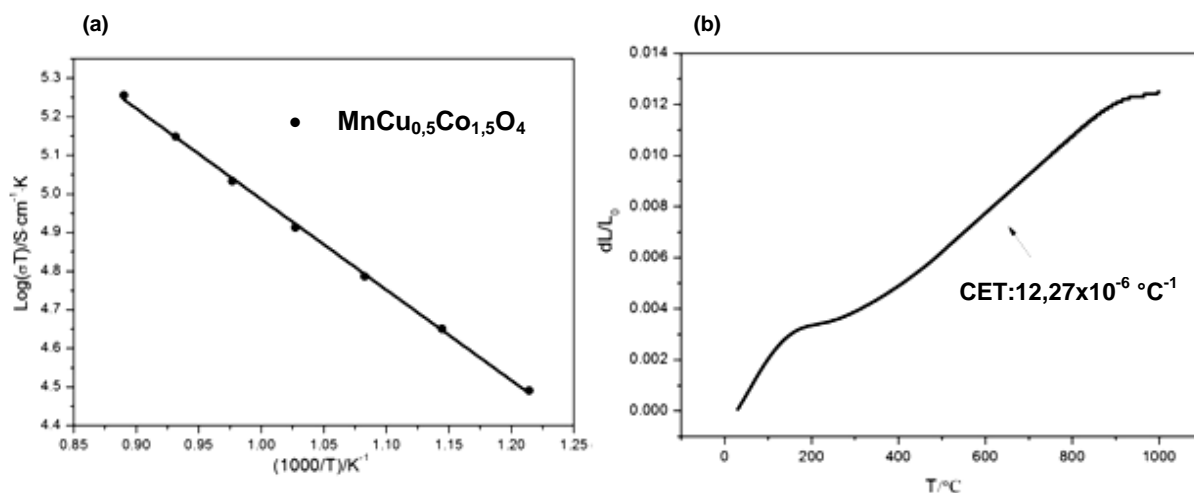 (a)
5.3
5.2
5.1
5.0
4.9
4.8
4.7
4.6
4.5
4.4
Log(σT)/S·cm⁻¹·K
MnCu₀,₅Co₁,₅O₄
0.85 0.90 0.95 1.00 1.05 1.10 1.15 1.20 1.25
(1000/T)/K⁻¹
(b)
0.014
0.012
0.010
0.008
0.006
0.004
0.002
0.000
dL/L₀
CET:12,27x10⁻⁶ °C⁻¹
0 200 400 600 800 1000
T/°C